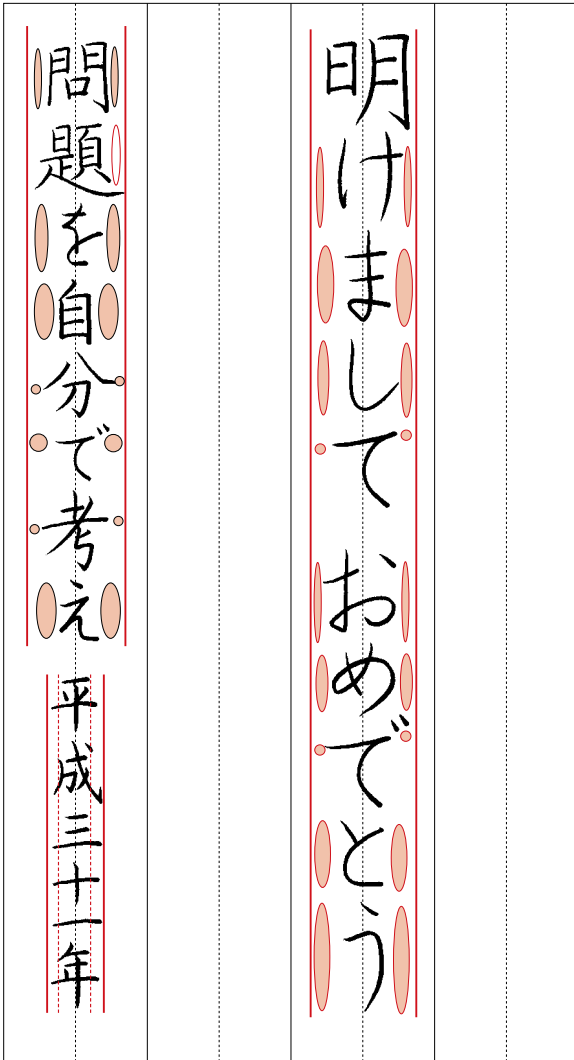 明けましておめでとう
問題を自分で考え
平成三十一年